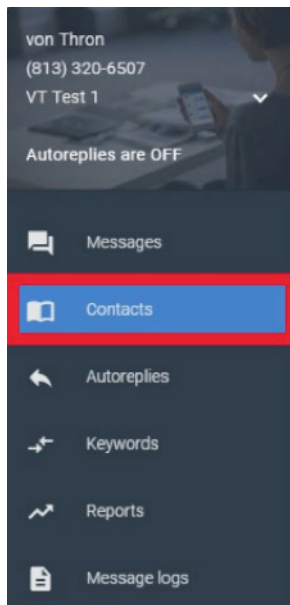 von Thron
(813) 320-6507
VT Test 1
Autoreplies are OFF
Messages
Contacts
Autoreplies
Keywords
Reports
Message logs